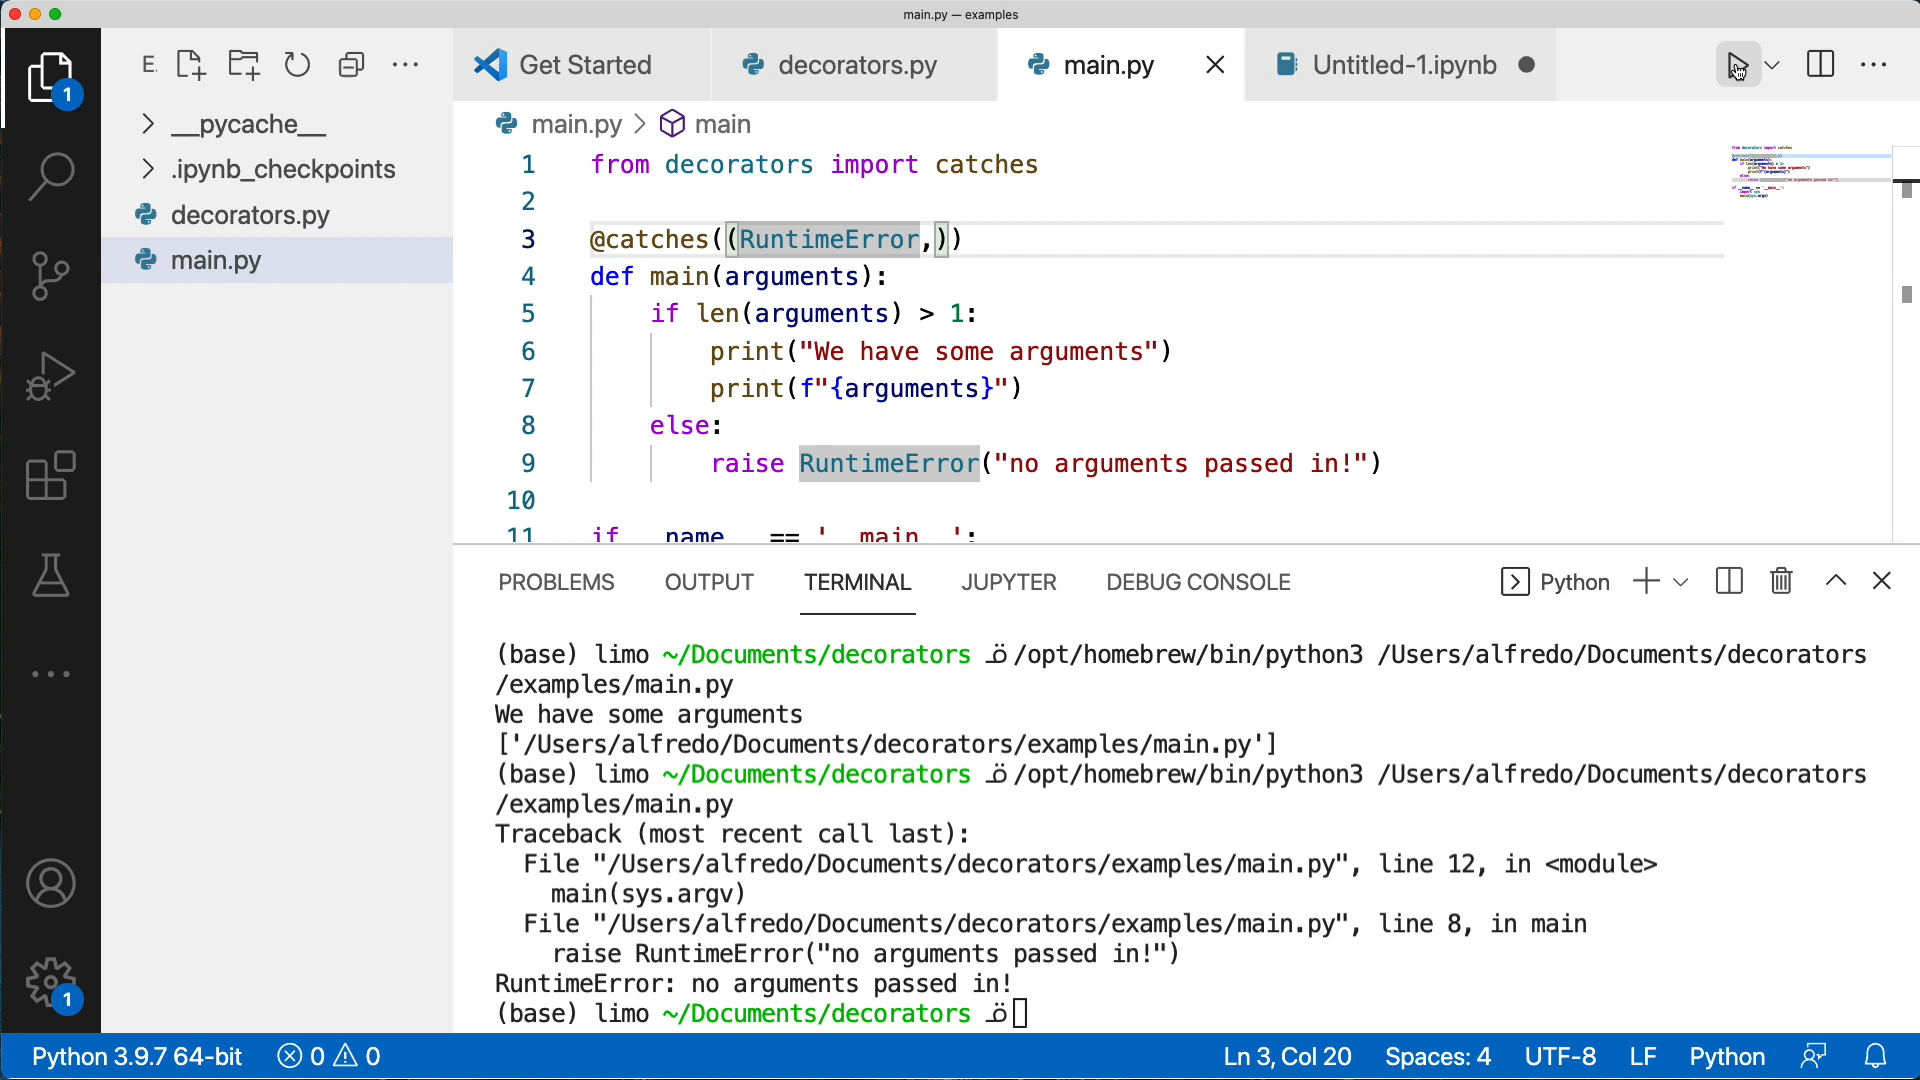 main.py — examples
E.
Get Started
decorators.py
main.py
Untitled-1.ipynb
1
__pycache__
.ipynb_checkpoints
decorators.py
main.py
main.py > main
1 from decorators import catches
2
3 @catches((RuntimeError,))
4 def main(arguments):
5 if len(arguments) > 1:
6 print("We have some arguments")
7 print(f"{arguments}")
8 else:
9 raise RuntimeError("no arguments passed in!")
10
11 if __name__ == '__main__':
PROBLEMS OUTPUT TERMINAL JUPYTER DEBUG CONSOLE
Python
(base) limo ~/Documents/decorators /opt/homebrew/bin/python3 /Users/alfredo/Documents/decorators
/examples/main.py
We have some arguments
['/Users/alfredo/Documents/decorators/examples/main.py']
(base) limo ~/Documents/decorators /opt/homebrew/bin/python3 /Users/alfredo/Documents/decorators
/examples/main.py
Traceback (most recent call last):
File "/Users/alfredo/Documents/decorators/examples/main.py", line 12, in <module>
main(sys.argv)
File "/Users/alfredo/Documents/decorators/examples/main.py", line 8, in main
raise RuntimeError("no arguments passed in!")
RuntimeError: no arguments passed in!
(base) limo ~/Documents/decorators
1
Python 3.9.7 64-bit 0 0
Ln 3, Col 20 Spaces: 4 UTF-8 LF Python